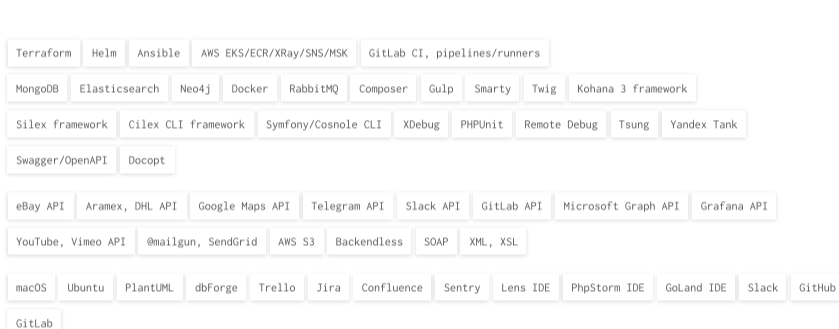 Terraform Helm Ansible AWS EKS/ECR/XRay/SNS/MSK GitLab CI, pipelines/runners
MongoDB Elasticsearch Neo4j Docker RabbitMQ Composer Gulp Smarty Twig Kohana 3 framework
Silex framework Cilex CLI framework Symfony/Cosnole CLI XDebug PHPUnit Remote Debug Tsung Yandex Tank
Swagger/OpenAPI Docopt
eBay API Aramex, DHL API Google Maps API Telegram API Slack API GitLab API Microsoft Graph API Grafana API
YouTube, Vimeo API @mailgun, SendGrid AWS S3 Backendless SOAP XML, XSL
macOS Ubuntu PlantUML dbForge Trello Jira Confluence Sentry Lens IDE PhpStorm IDE GoLand IDE Slack GitHub
GitLab